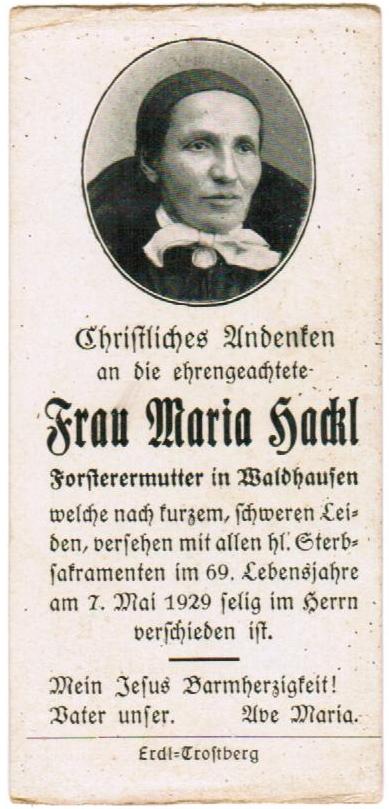 Christliches Andenken
an die ehrengeachtete
Frau Maria Hackl
Forsterermutter in Waldhausen
welche nach kurzem, schweren Lei-
den, versehen mit allen hl. Sterb-
sakramenten im 69. Lebensjahre
am 7. Mai 1929 selig im Herrn
verschieden ist.
Mein Jesus Barmherzigkeit!
Vater unser. Ave Maria.
Erdl-Trostberg